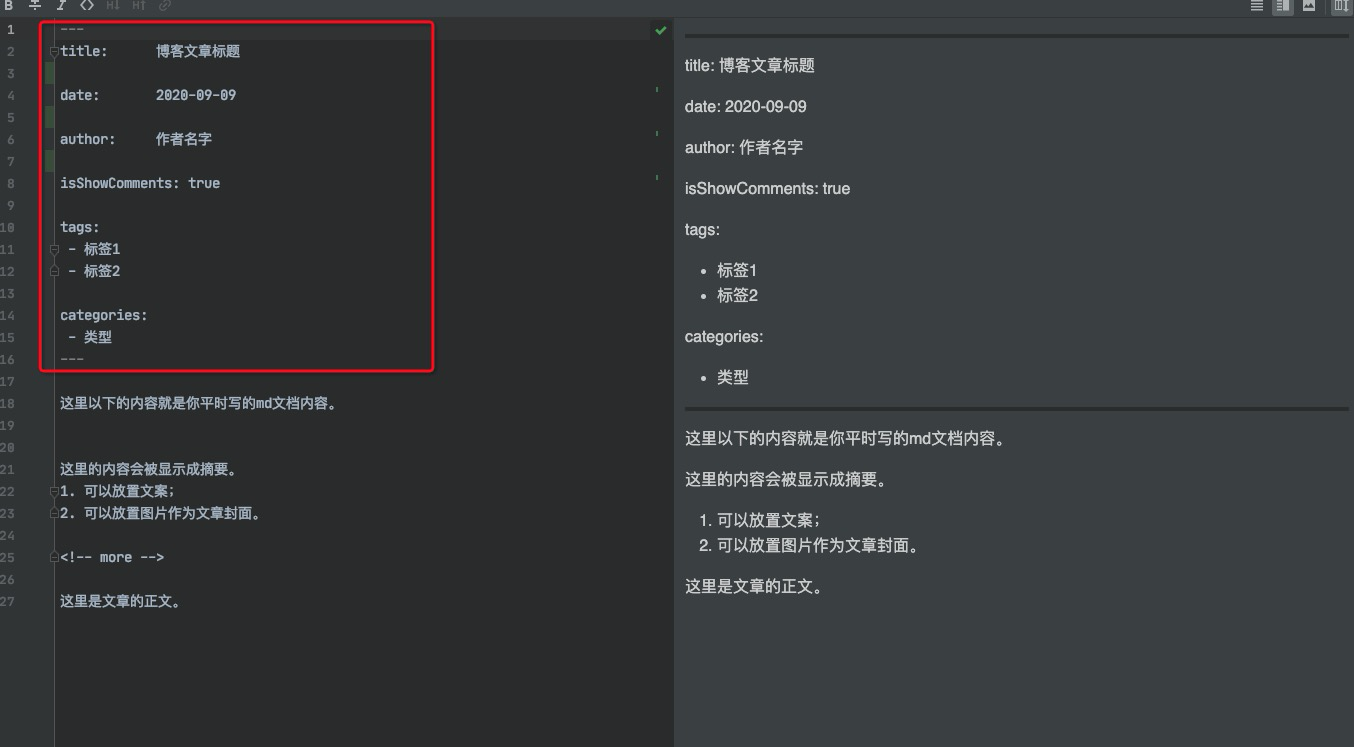 B I <> H↓ H↑
1 ---
2 title: 博客文章标题
3
4 date: 2020-09-09
5
6 author: 作者名字
7
8 isShowComments: true
9
10 tags:
11 - 标签1
12 - 标签2
13
14 categories:
15 - 类型
16 ---
17
18 这里以下的内容就是你平时写的md文档内容。
19
20
21 这里的内容会被显示成摘要。
22 1. 可以放置文案;
23 2. 可以放置图片作为文章封面。
24
25 <!-- more -->
26
27 这里是文章的正文。
title: 博客文章标题
date: 2020-09-09
author: 作者名字
isShowComments: true
tags:
• 标签1
• 标签2
categories:
• 类型
这里以下的内容就是你平时写的md文档内容。
这里的内容会被显示成摘要。
1. 可以放置文案;
2. 可以放置图片作为文章封面。
这里是文章的正文。